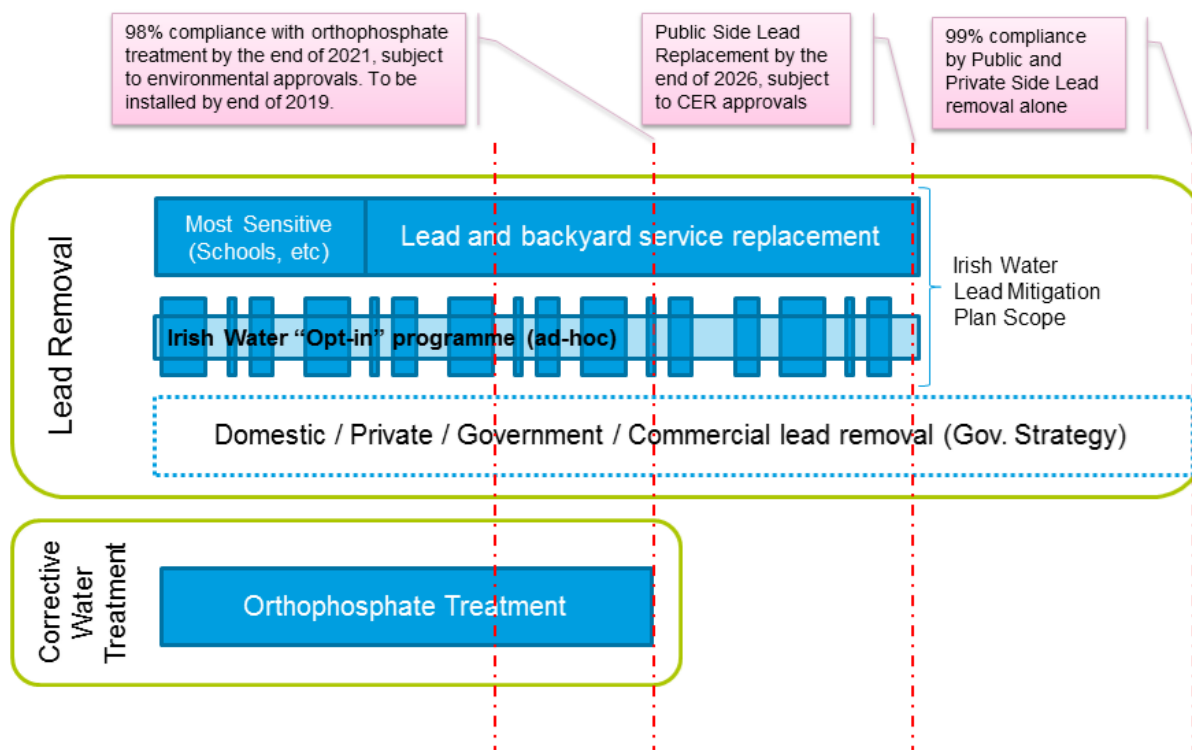 98% compliance with orthophosphate
treatment by the end of 2021, subject
to environmental approvals. To be
installed by end of 2019.
Public Side Lead
Replacement by the
end of 2026, subject
to CER approvals
99% compliance
by Public and
Private Side Lead
removal alone
Lead Removal
Most Sensitive
(Schools, etc)
Lead and backyard service replacement
Irish Water “Opt-in” programme (ad-hoc)
Irish Water
Lead Mitigation
Plan Scope
Domestic / Private / Government / Commercial lead removal (Gov. Strategy)
Corrective
Water
Treatment
Orthophosphate Treatment